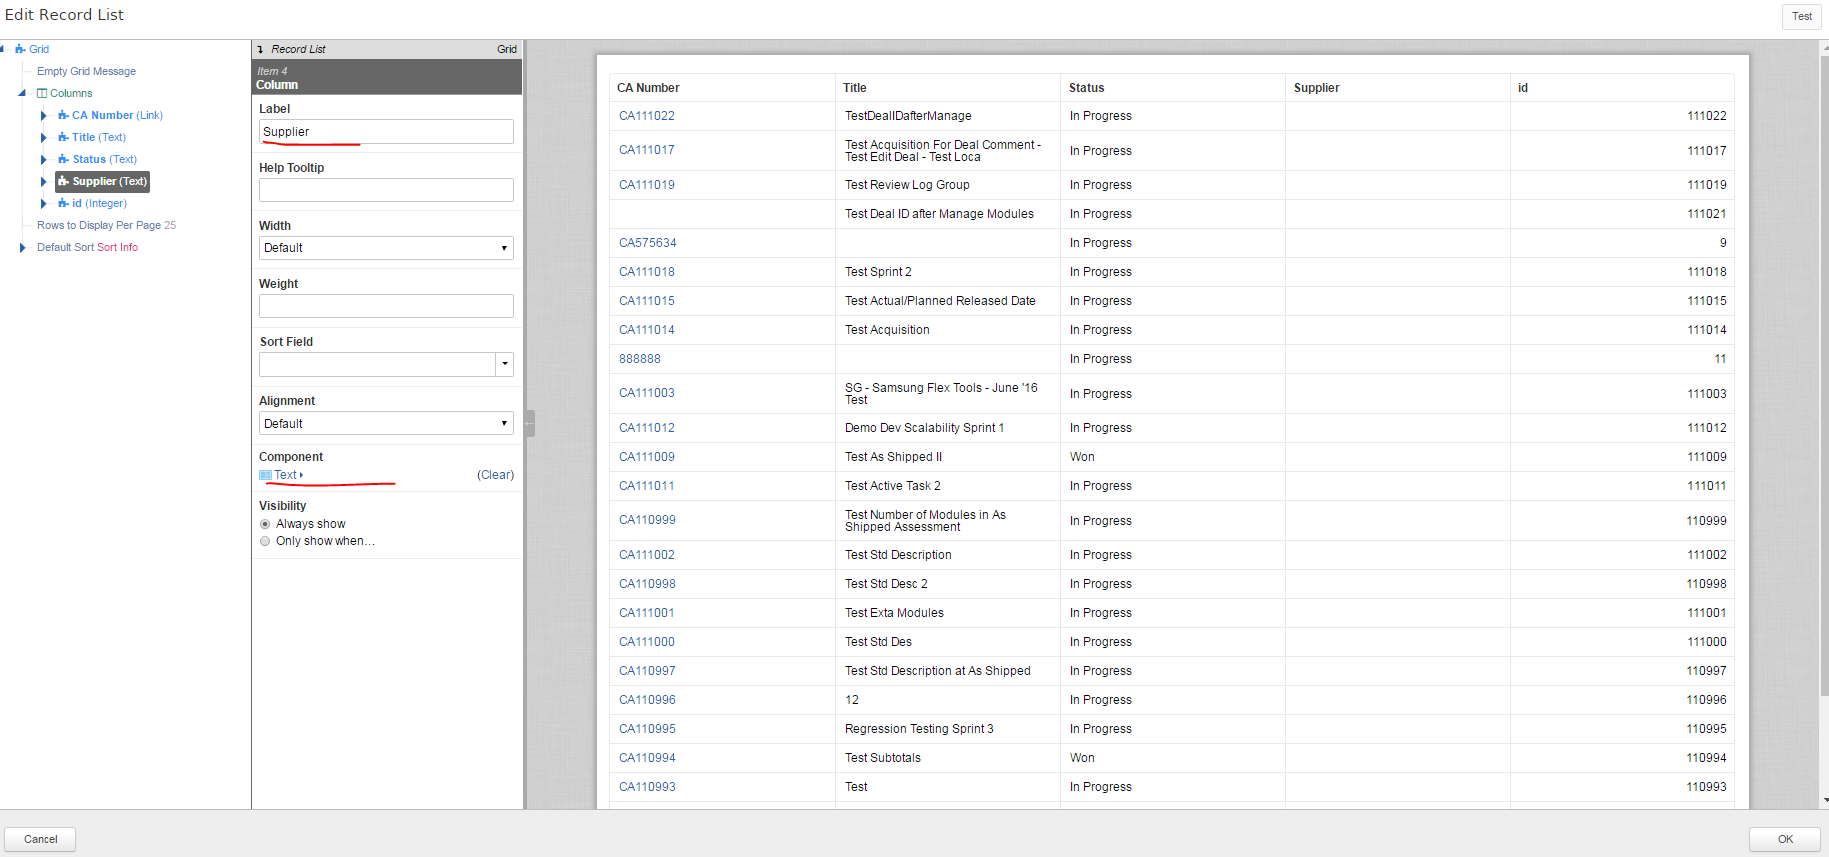 Edit Record List
Test
Grid
Empty Grid Message
Columns
CA Number (Link)
Title (Text)
Status (Text)
Supplier (Text)
id (Integer)
Rows to Display Per Page 25
Default Sort Sort Info
Record List Grid
Item 4
Column
Label
Supplier
Help Tooltip
Width
Default
Weight
Sort Field
Alignment
Default
Component
Text (Clear)
Visibility
Always show
Only show when...
CA Number Title Status Supplier id
CA111022 TestDealIDafterManage In Progress 111022
CA111017 Test Acquisition For Deal Comment - In Progress 111017
Test Edit Deal - Test Loca
CA111019 Test Review Log Group In Progress 111019
Test Deal ID after Manage Modules In Progress 111021
CA575634 In Progress 9
CA111018 Test Sprint 2 In Progress 111018
CA111015 Test Actual/Planned Released Date In Progress 111015
CA111014 Test Acquisition In Progress 111014
888888 In Progress 11
CA111003 SG - Samsung Flex Tools - June '16 In Progress 111003
Test
CA111012 Demo Dev Scalability Sprint 1 In Progress 111012
CA111009 Test As Shipped II Won 111009
CA111011 Test Active Task 2 In Progress 111011
CA110999 Test Number of Modules in As In Progress 110999
Shipped Assessment
CA111002 Test Std Description In Progress 111002
CA110998 Test Std Desc 2 In Progress 110998
CA111001 Test Exta Modules In Progress 111001
CA111000 Test Std Des In Progress 111000
CA110997 Test Std Description at As Shipped In Progress 110997
CA110996 12 In Progress 110996
CA110995 Regression Testing Sprint 3 In Progress 110995
CA110994 Test Subtotals Won 110994
CA110993 Test In Progress 110993
Cancel
OK